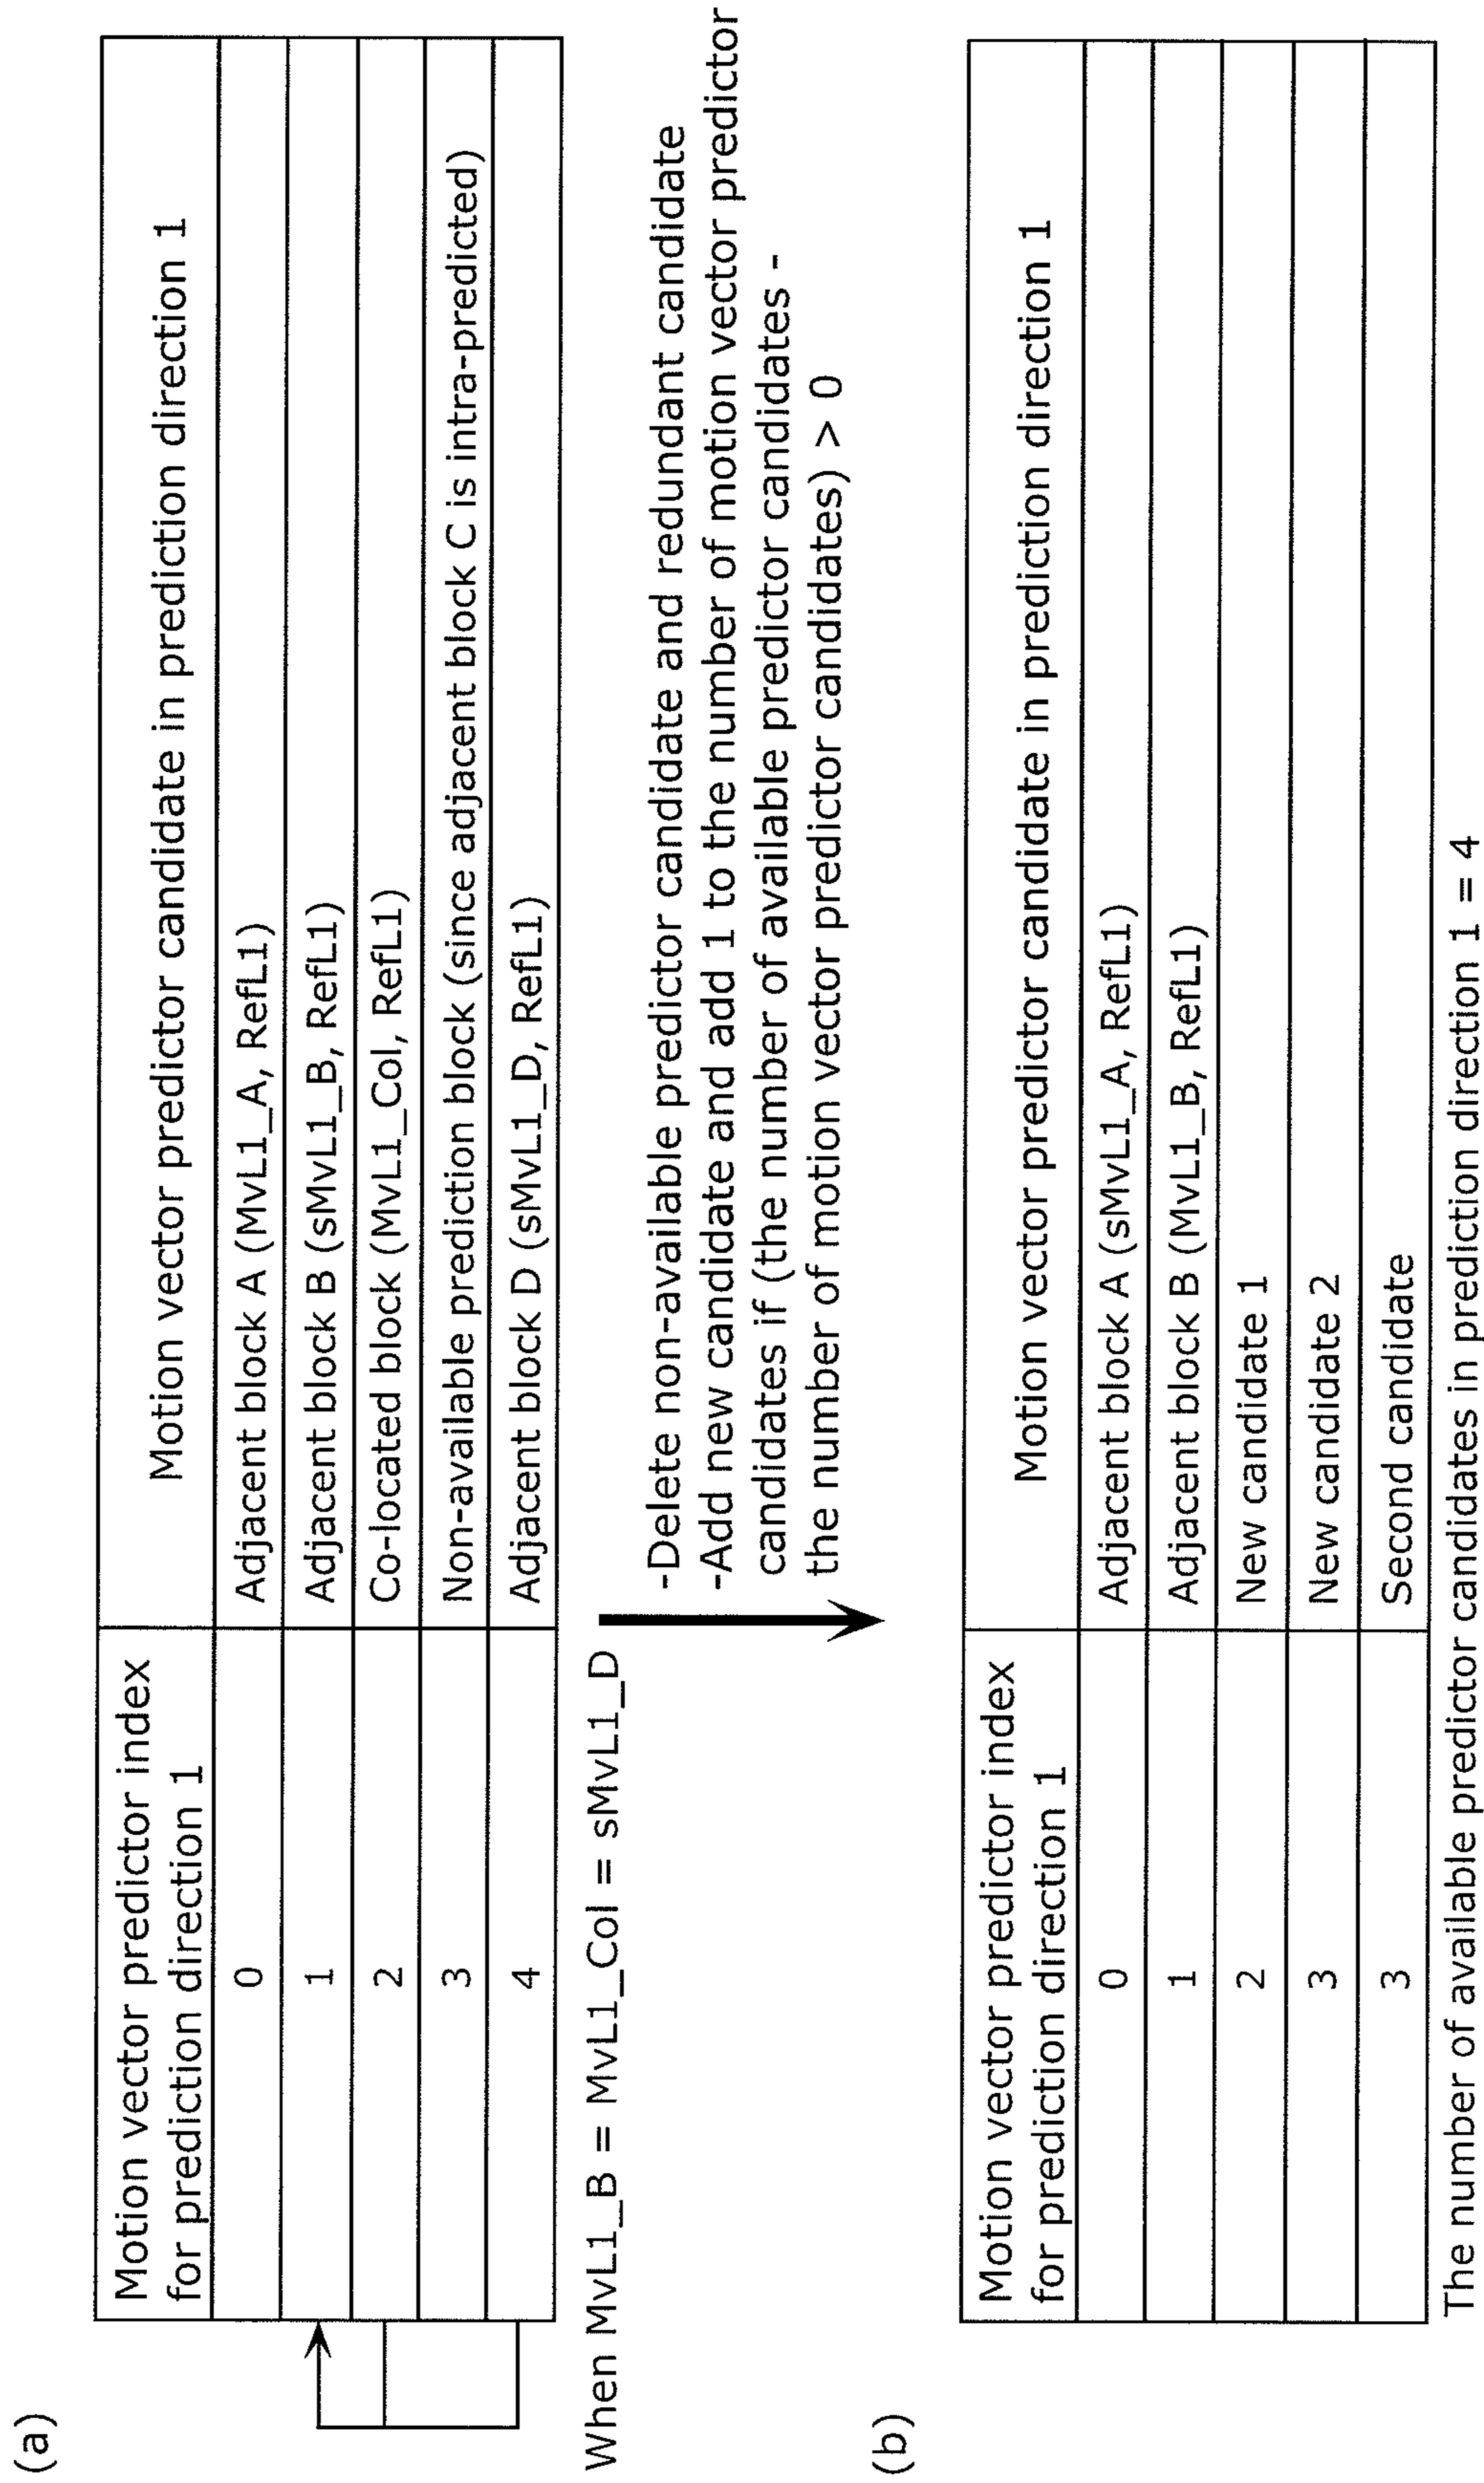 (a)
Motion vector predictor index
for prediction direction 1
Motion vector predictor candidate in prediction direction 1
0
Adjacent block A (MvL1_A, RefL1)
1
Adjacent block B (sMvL1_B, RefL1)
2
Co-located block (MvL1_Col, RefL1)
3
Non-available prediction block (since adjacent block C is intra-predicted)
4
Adjacent block D (sMvL1_D, RefL1)
When MvL1_B = MvL1_Col = sMvL1_D
-Delete non-available predictor candidate and redundant candidate
-Add new candidate and add 1 to the number of motion vector predictor
candidates if (the number of available predictor candidates -
the number of motion vector predictor candidates) > 0
(b)
Motion vector predictor index
for prediction direction 1
Motion vector predictor candidate in prediction direction 1
0
Adjacent block A (sMvL1_A, RefL1)
1
Adjacent block B (MvL1_B, RefL1)
2
New candidate 1
3
New candidate 2
3
Second candidate
The number of available predictor candidates in prediction direction 1 = 4